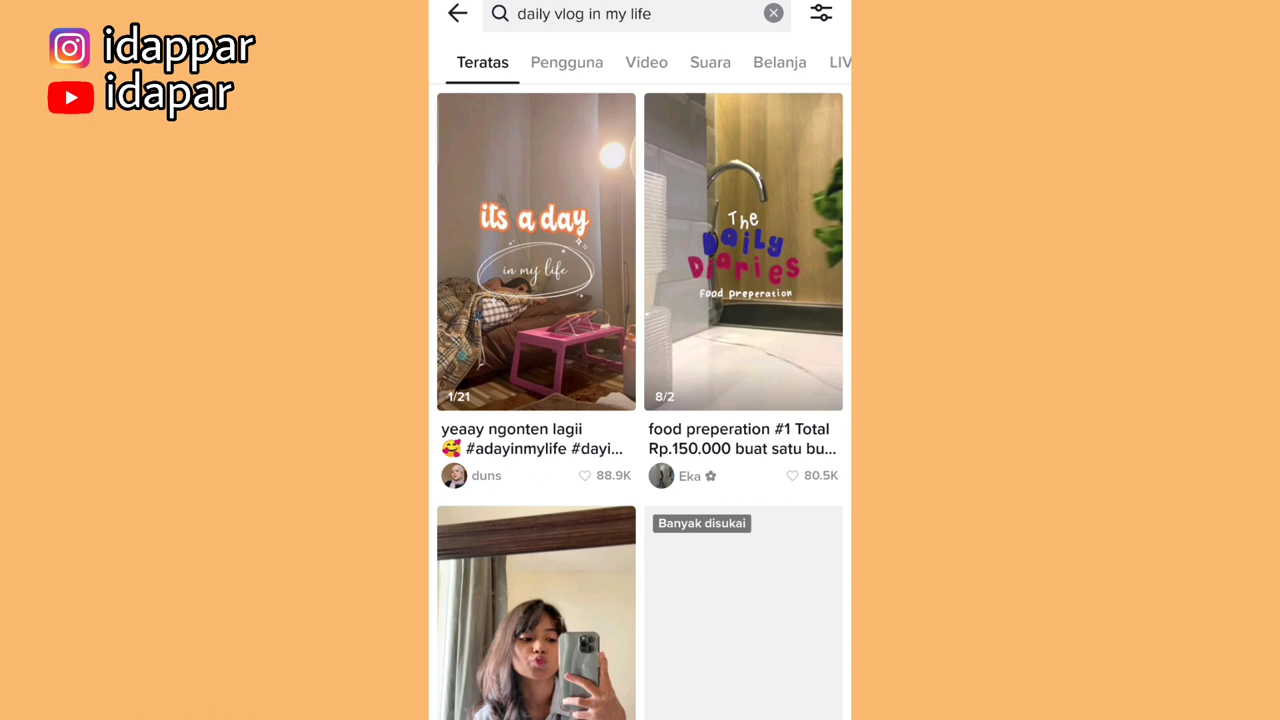 idappar
idapar
daily vlog in my life
Teratas Pengguna Video Suara Belanja LIV
its a day
in my life
1/21
The
Daily
Diaries
Food preperation
8/2
yeaay ngonten lagii
🥰 #adayinmylife #dayi...
duns 88.9K
food preperation #1 Total
Rp.150.000 buat satu bu...
Eka ✿ 80.5K
Banyak disukai